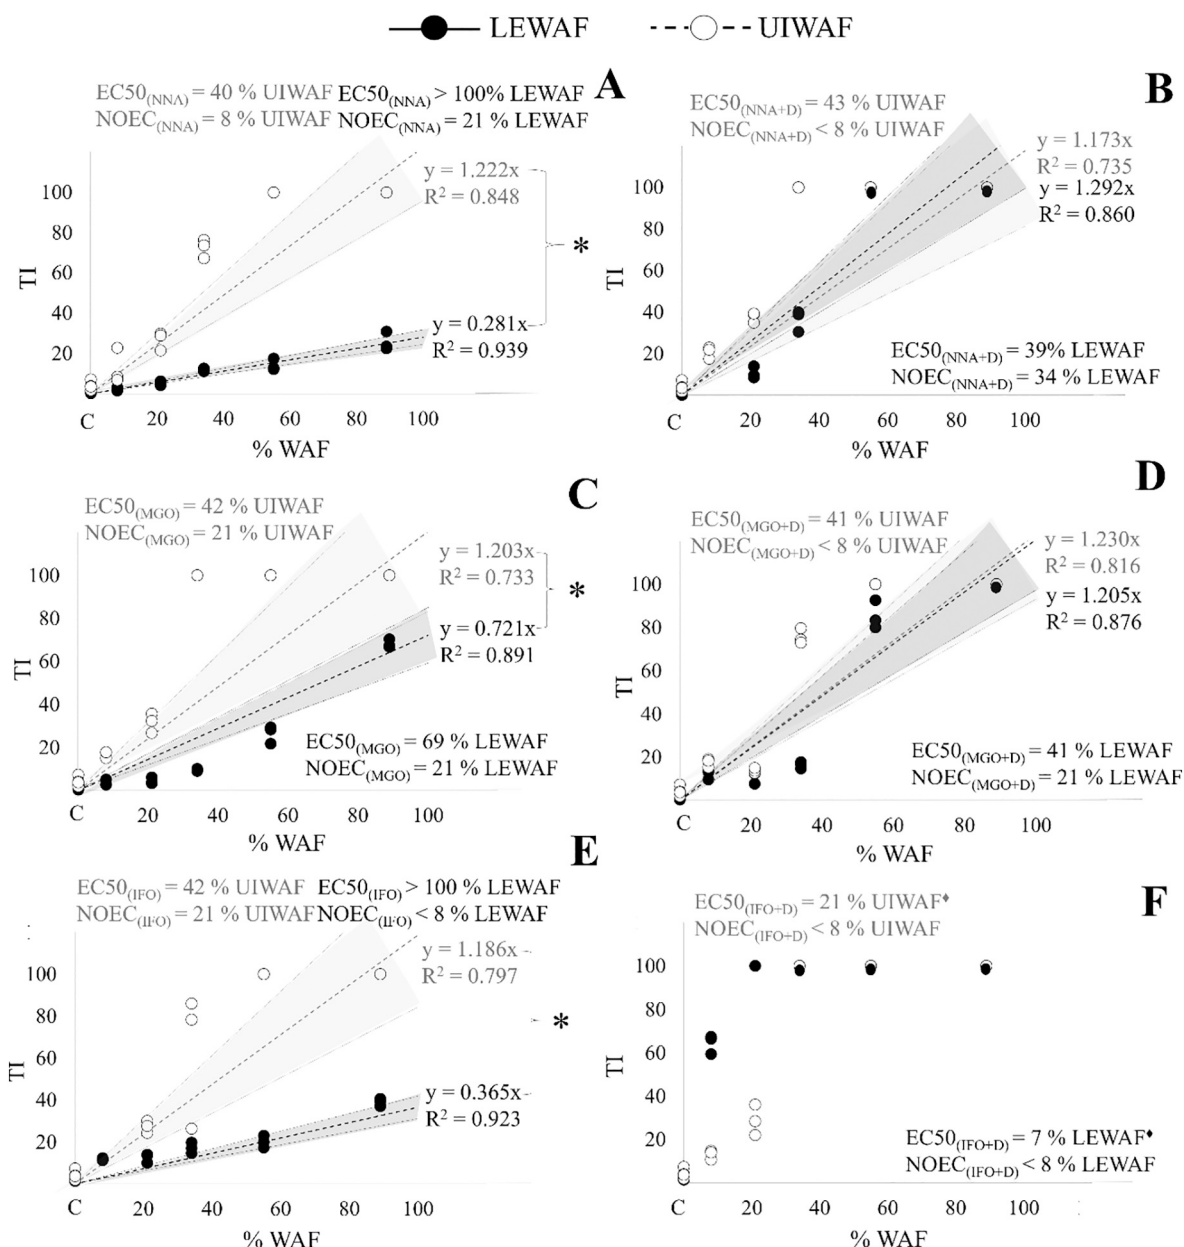 LEWAF UIWAF
A
EC50(NNA) = 40 % UIWAF EC50(NNA) > 100% LEWAF
NOEC(NNA) = 8 % UIWAF NOEC(NNA) = 21 % LEWAF
y = 1.222x
R² = 0.848
*
y = 0.281x
R² = 0.939
TI
100
80
60
40
20
C 20 40 60 80 100
% WAF
B
EC50(NNA+D) = 43 % UIWAF
NOEC(NNA+D) < 8 % UIWAF
y = 1.173x
R² = 0.735
y = 1.292x
R² = 0.860
EC50(NNA+D) = 39% LEWAF
NOEC(NNA+D) = 34 % LEWAF
TI
100
80
60
40
20
C 20 40 60 80 100
% WAF
C
EC50(MGO) = 42 % UIWAF
NOEC(MGO) = 21 % UIWAF
y = 1.203x
R² = 0.733
*
y = 0.721x
R² = 0.891
EC50(MGO) = 69 % LEWAF
NOEC(MGO) = 21 % LEWAF
TI
100
80
60
40
20
C 20 40 60 80 100
% WAF
D
EC50(MGO+D) = 41 % UIWAF
NOEC(MGO+D) < 8 % UIWAF
y = 1.230x
R² = 0.816
y = 1.205x
R² = 0.876
EC50(MGO+D) = 41 % LEWAF
NOEC(MGO+D) = 21 % LEWAF
TI
100
80
60
40
20
C 20 40 60 80 100
% WAF
E
EC50(IFO) = 42 % UIWAF EC50(IFO) > 100 % LEWAF
NOEC(IFO) = 21 % UIWAF NOEC(IFO) < 8 % LEWAF
y = 1.186x
R² = 0.797
*
y = 0.365x
R² = 0.923
TI
100
80
60
40
20
C 20 40 60 80 100
% WAF
F
EC50(IFO+D) = 21 % UIWAF♦
NOEC(IFO+D) < 8 % UIWAF
EC50(IFO+D) = 7 % LEWAF♦
NOEC(IFO+D) < 8 % LEWAF
TI
100
80
60
40
20
C 20 40 60 80 100
% WAF